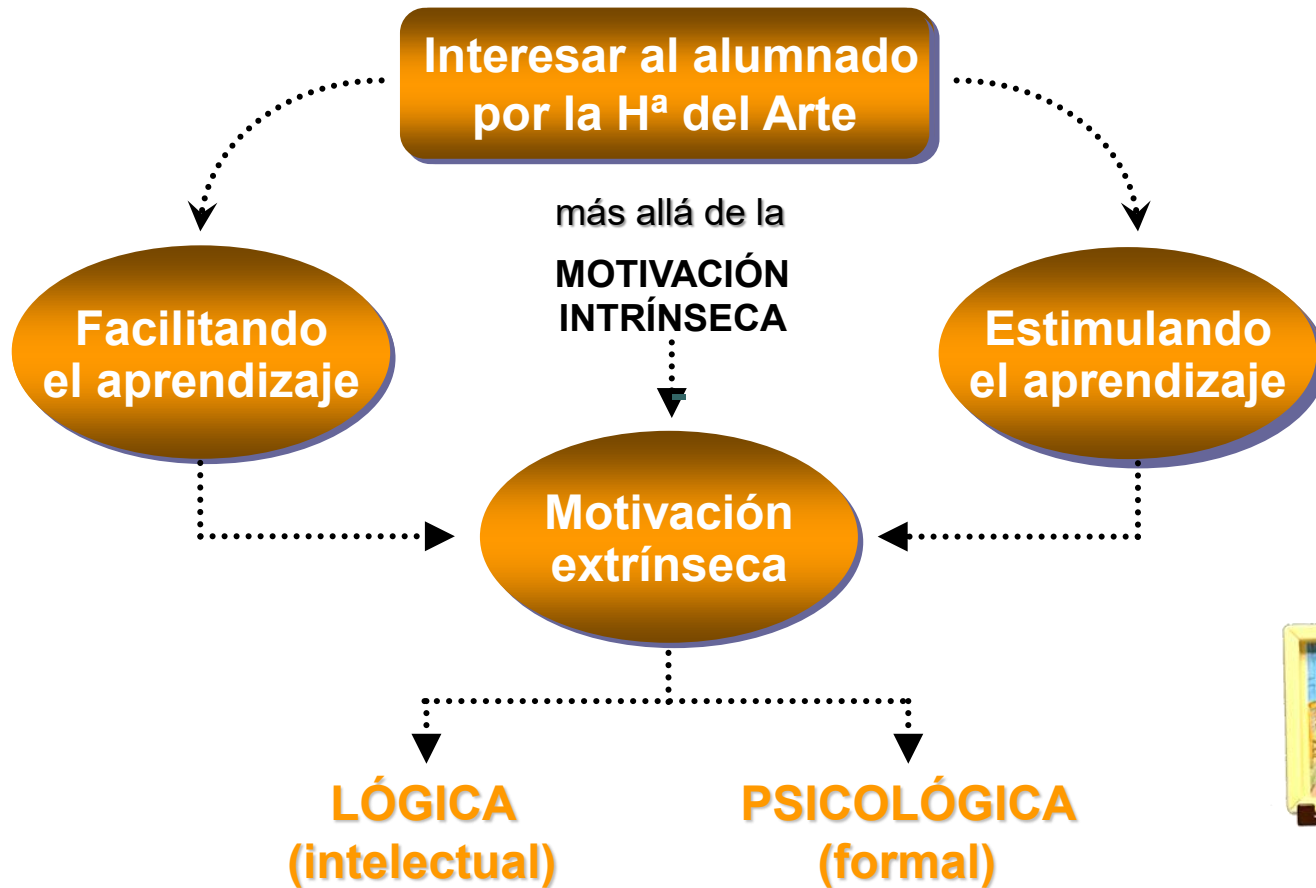 Interesar al alumnado
por la Hª del Arte
más allá de la
MOTIVACIÓN
INTRÍNSECA
Facilitando
el aprendizaje
Estimulando
el aprendizaje
Motivación
extrínseca
LÓGICA
(intelectual)
PSICOLÓGICA
(formal)